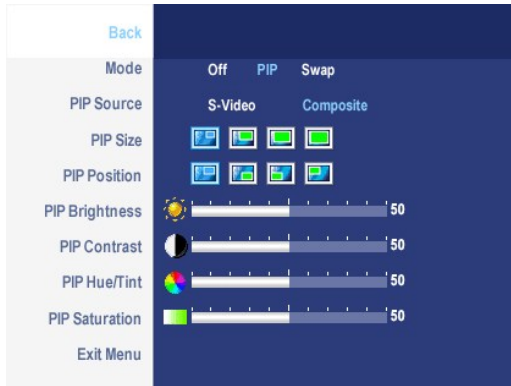 Back
Mode Off PIP Swap
PIP Source S-Video Composite
PIP Size
PIP Position
PIP Brightness 50
PIP Contrast 50
PIP Hue/Tint 50
PIP Saturation 50
Exit Menu